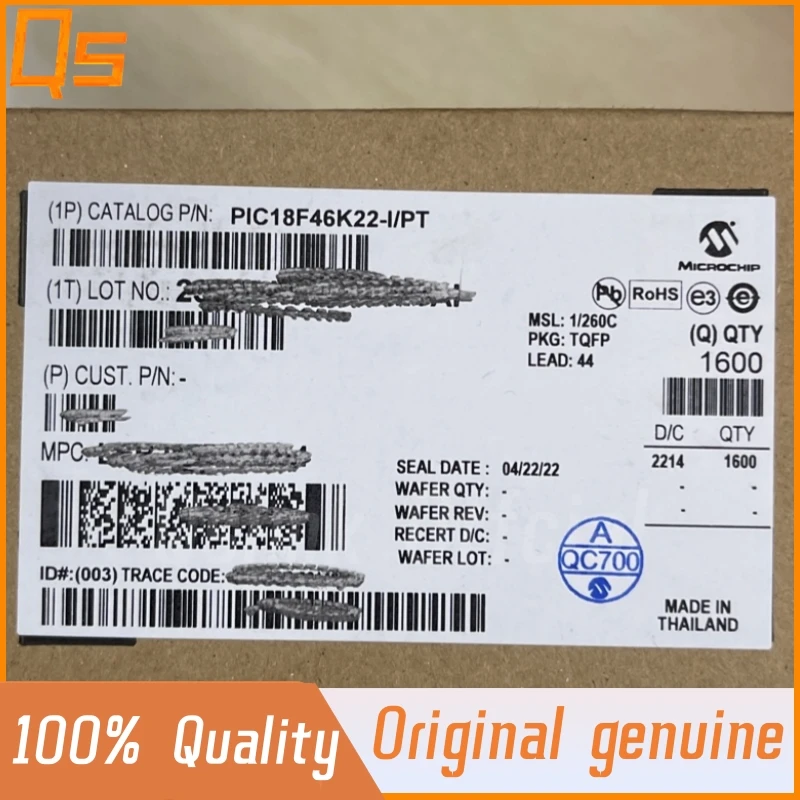 Qs
(1P) CATALOG P/N: PIC18F46K22-I/PT
MICROCHIP
(1T) LOT NO.: 2
Pb RoHS e3 e
MSL: 1/260C
PKG: TQFP
LEAD: 44
(Q) QTY
1600
(P) CUST. P/N: -
D/C QTY
2214 1600
- -
- -
MPC:
SEAL DATE : 04/22/22
WAFER QTY: -
WAFER REV: -
RECERT D/C: -
WAFER LOT: -
A
QC700
ID#:(003) TRACE CODE:
MADE IN
THAILAND
100% Quality
Original genuine